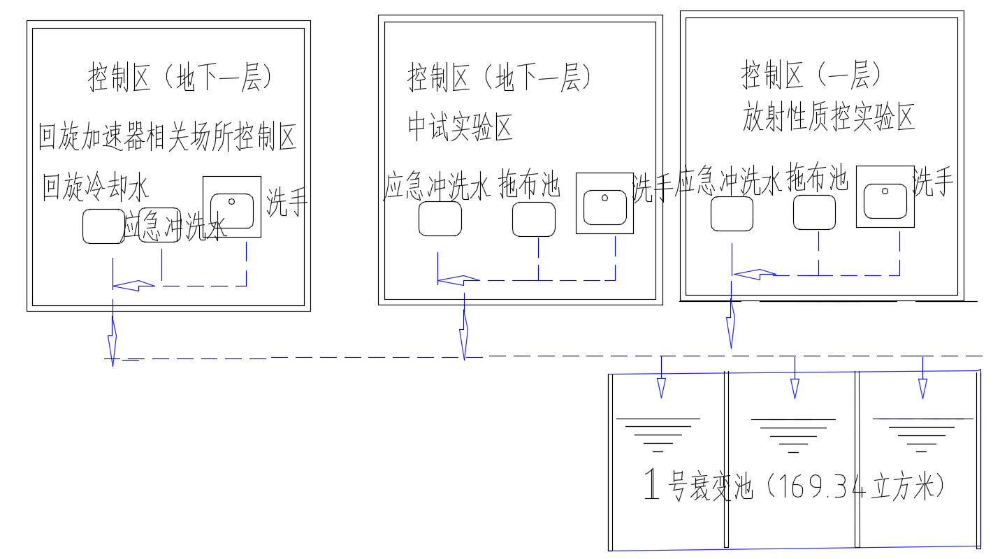 控制区（地下一层）
回旋加速器相关场所控制区
回旋冷却水
应急冲洗水
洗手
控制区（地下一层）
中试实验区
应急冲洗水
拖布池
洗手
控制区（一层）
放射性质控实验区
应急冲洗水
拖布池
洗手
1号衰变池（169.34立方米）